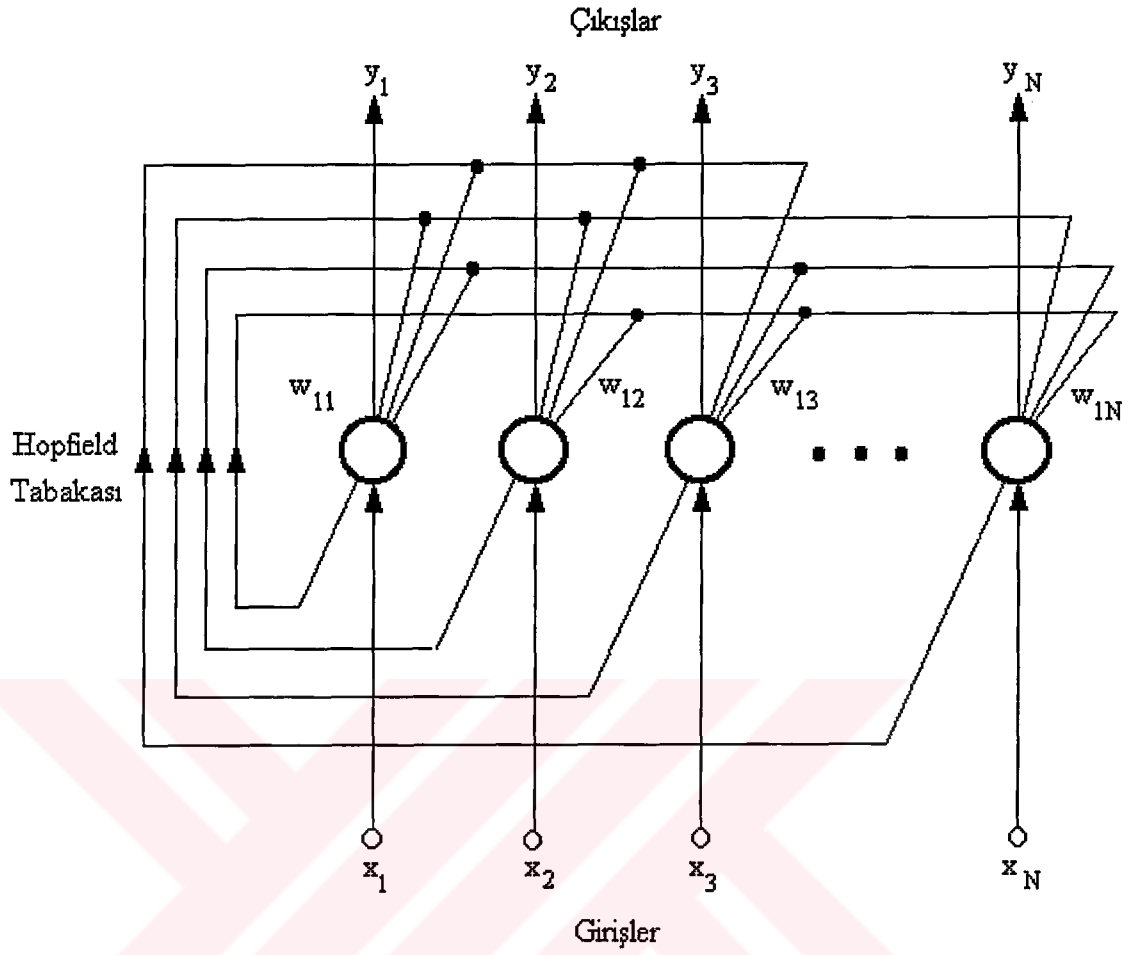 Çıkışlar
y1 y2 y3 yN
w11 w12 w13 w1N
Hopfield
Tabakası
x1 x2 x3 xN
Girişler